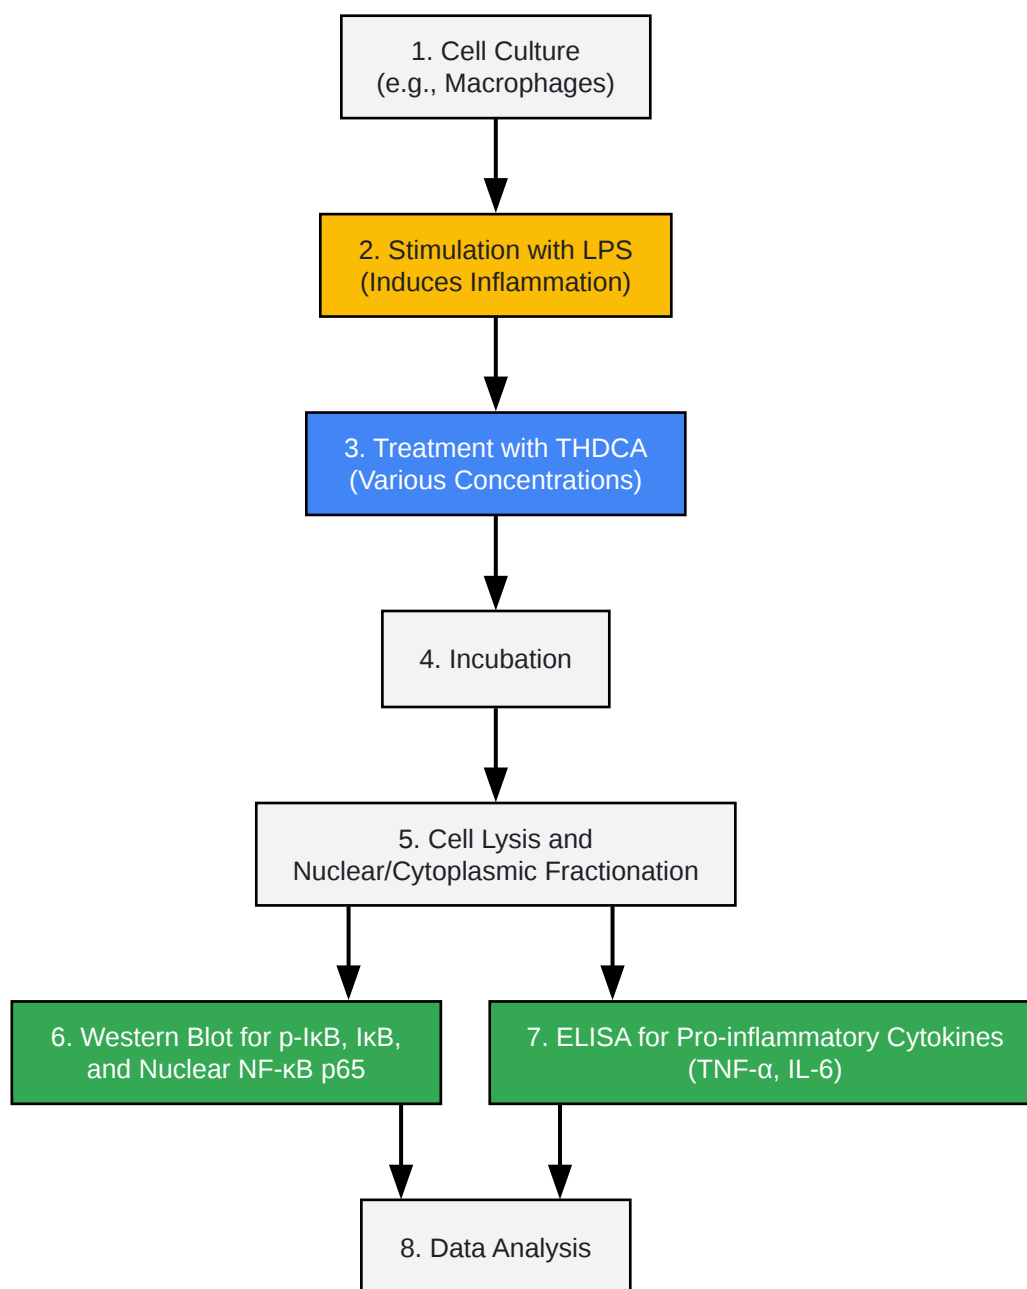 1. Cell Culture
(e.g., Macrophages)
2. Stimulation with LPS
(Induces Inflammation)
3. Treatment with THDCA
(Various Concentrations)
4. Incubation
5. Cell Lysis and
Nuclear/Cytoplasmic Fractionation
6. Western Blot for p-IκB, IκB,
and Nuclear NF-κB p65
7. ELISA for Pro-inflammatory Cytokines
(TNF-α, IL-6)
8. Data Analysis